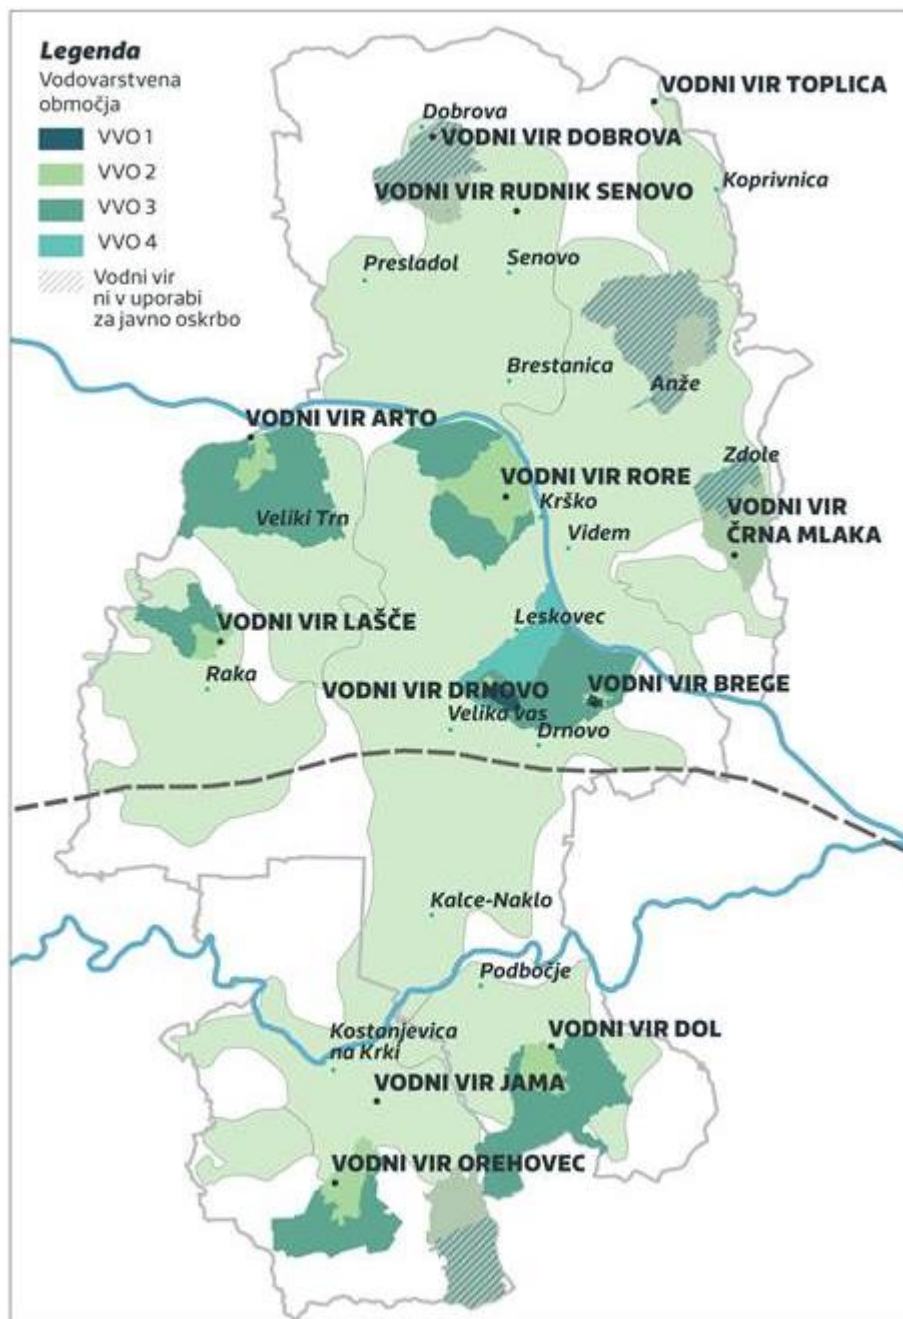 Legenda
Vodovarstvena
območja
VVO 1
VVO 2
VVO 3
VVO 4
Vodni vir
ni v uporabi
za javno oskrbo
VODNI VIR TOPLICA
Dobrova
VODNI VIR DOBROVA
Koprivnica
VODNI VIR RUDNIK SENOVO
Senovo
Presladol
Brestanica
Anže
VODNI VIR ARTO
Zdole
VODNI VIR RORE
Krško
VODNI VIR
ČRNA MLAKA
Veliki Trn
Videm
Leskovec
VODNI VIR LAŠČE
Raka
VODNI VIR DRNOVO
VODNI VIR BREGE
Velika vas
Drnovo
Kalce-Naklo
Podbočje
Kostanjevica
na Krki
VODNI VIR DOL
VODNI VIR JAMA
VODNI VIR OREHOVEC